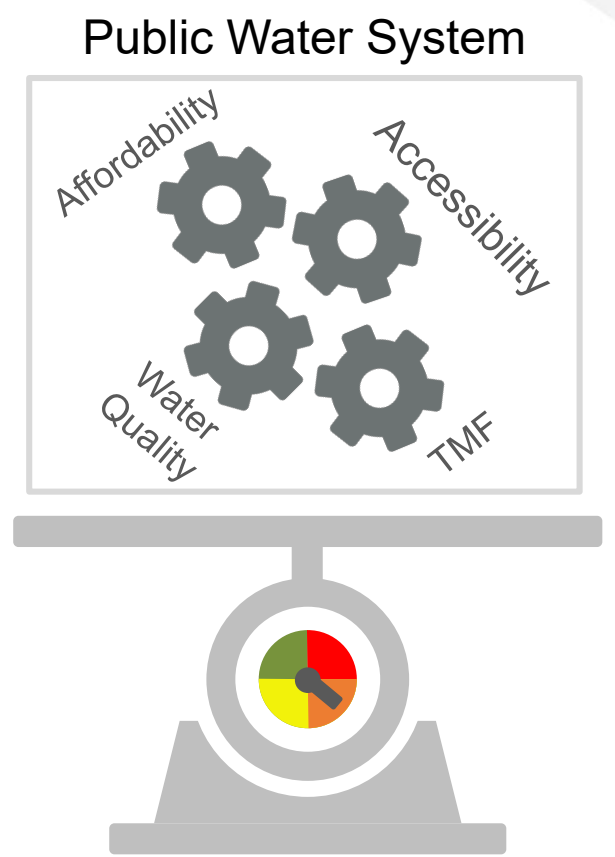 Public Water System
Affordability
Accessibility
Water
Quality
TMF